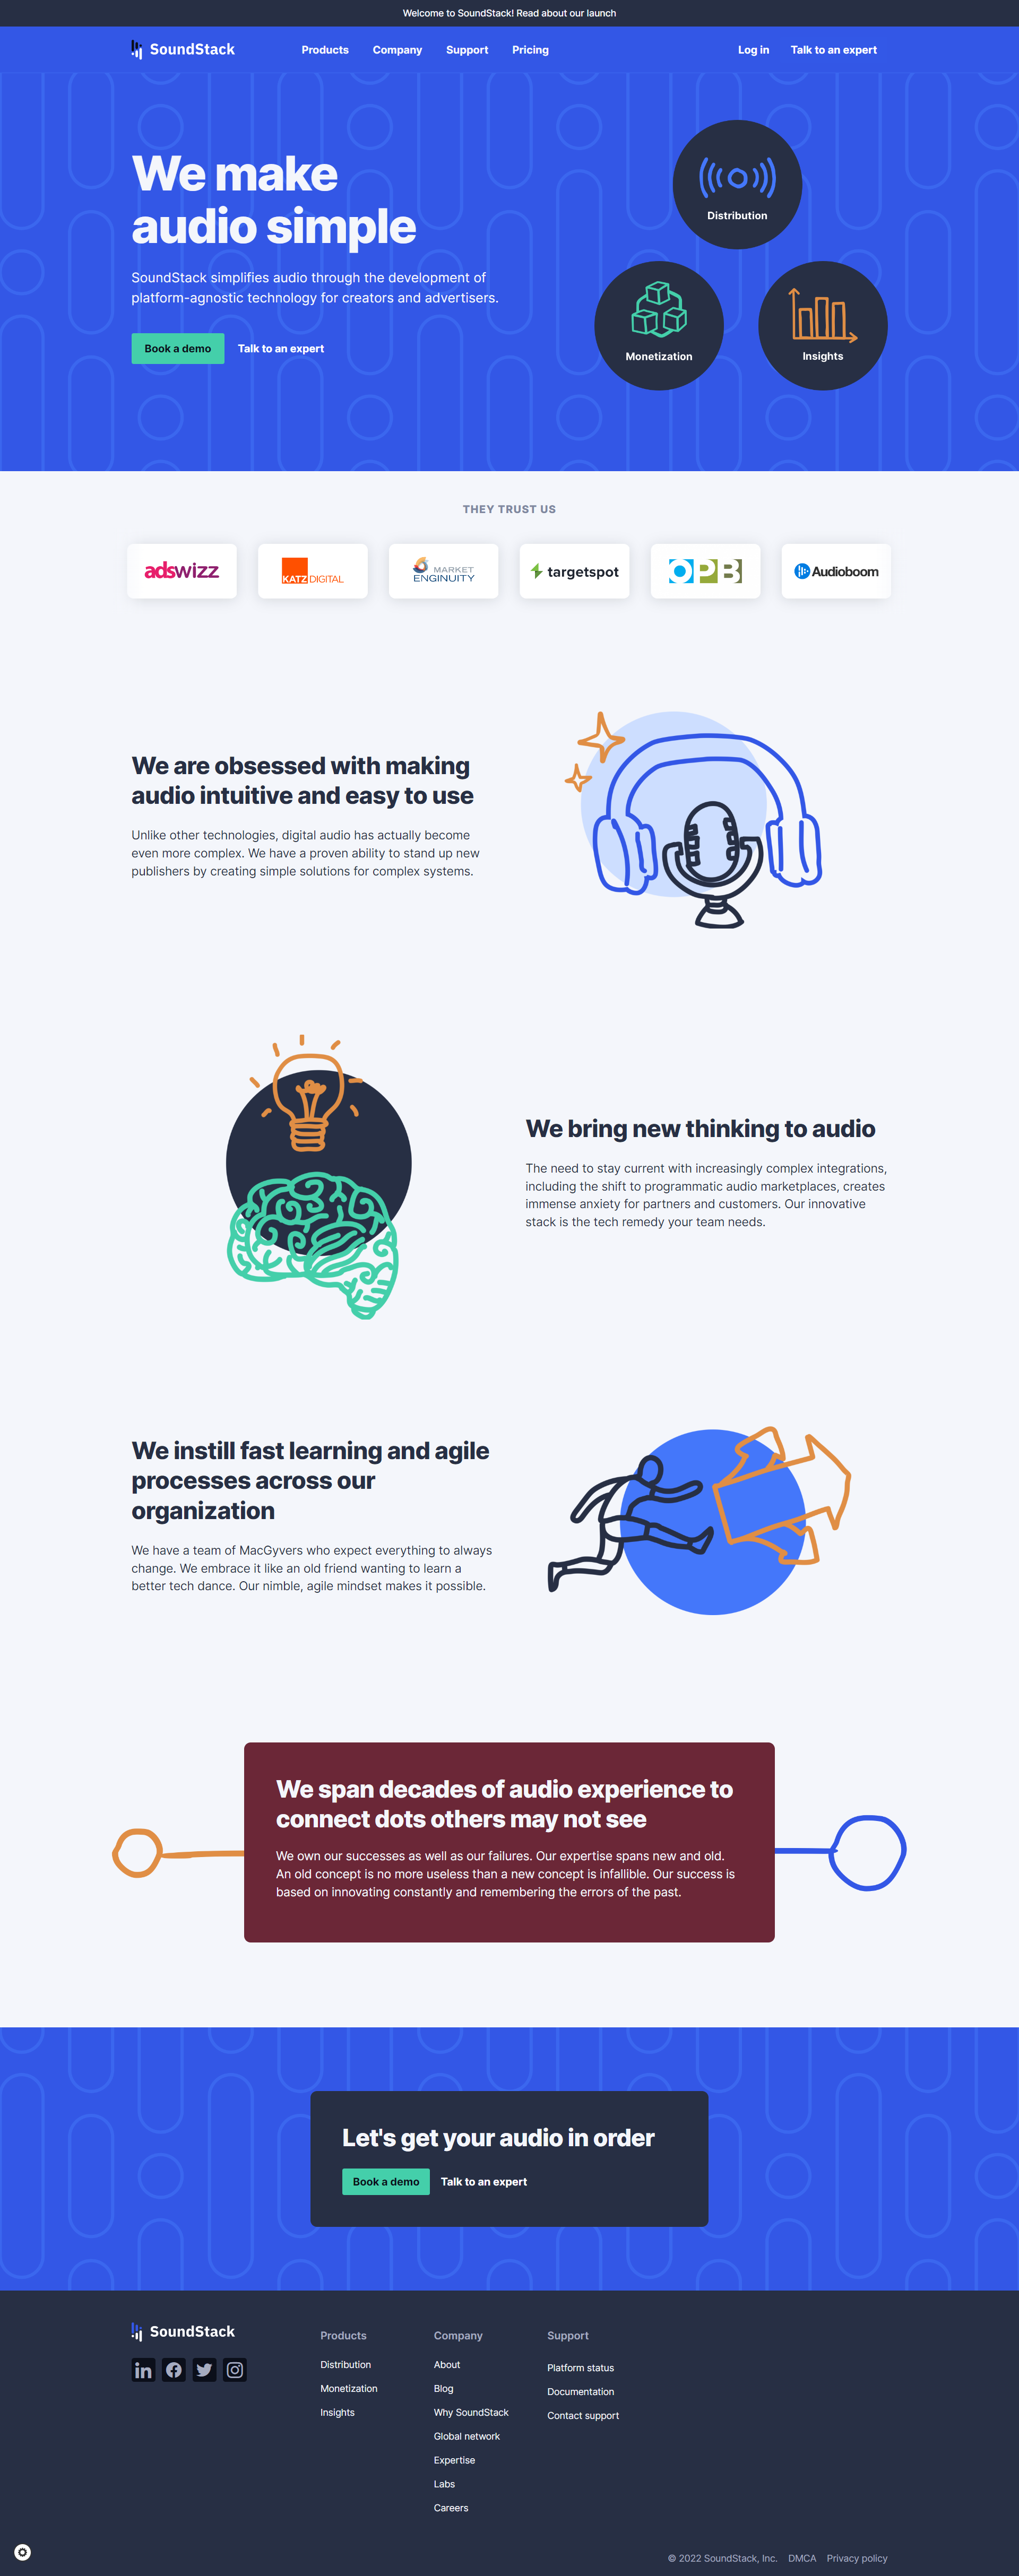 Welcome to SoundStack! Read about our launch
SoundStack
Products
Company
Support
Pricing
Log in
Talk to an expert
We make
audio simple
SoundStack simplifies audio through the development of
platform-agnostic technology for creators and advertisers.
Book a demo
Talk to an expert
Distribution
Monetization
Insights
THEY TRUST US
adswizz
KATZ DIGITAL
MARKET
ENGINUITY
targetspot
OPB
Audioboom
We are obsessed with making
audio intuitive and easy to use
Unlike other technologies, digital audio has actually become
even more complex. We have a proven ability to stand up new
publishers by creating simple solutions for complex systems.
We bring new thinking to audio
The need to stay current with increasingly complex integrations,
including the shift to programmatic audio marketplaces, creates
immense anxiety for partners and customers. Our innovative
stack is the tech remedy your team needs.
We instill fast learning and agile
processes across our
organization
We have a team of MacGyvers who expect everything to always
change. We embrace it like an old friend wanting to learn a
better tech dance. Our nimble, agile mindset makes it possible.
We span decades of audio experience to
connect dots others may not see
We own our successes as well as our failures. Our expertise spans new and old.
An old concept is no more useless than a new concept is infallible. Our success is
based on innovating constantly and remembering the errors of the past.
Let's get your audio in order
Book a demo
Talk to an expert
SoundStack
Products
Distribution
Monetization
Insights
Company
About
Blog
Why SoundStack
Global network
Expertise
Labs
Careers
Support
Platform status
Documentation
Contact support
© 2022 SoundStack, Inc.
DMCA
Privacy policy